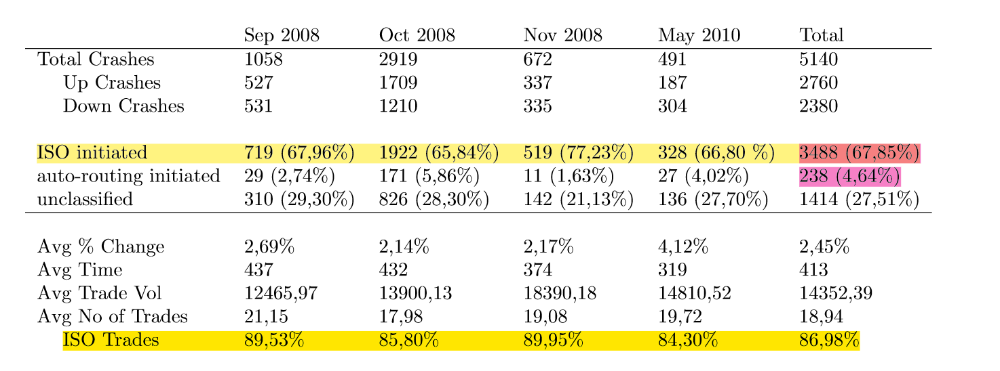 Sep 2008 Oct 2008 Nov 2008 May 2010 Total
Total Crashes 1058 2919 672 491 5140
Up Crashes 527 1709 337 187 2760
Down Crashes 531 1210 335 304 2380
ISO initiated 719 (67,96%) 1922 (65,84%) 519 (77,23%) 328 (66,80 %) 3488 (67,85%)
auto-routing initiated 29 (2,74%) 171 (5,86%) 11 (1,63%) 27 (4,02%) 238 (4,64%)
unclassified 310 (29,30%) 826 (28,30%) 142 (21,13%) 136 (27,70%) 1414 (27,51%)
Avg % Change 2,69% 2,14% 2,17% 4,12% 2,45%
Avg Time 437 432 374 319 413
Avg Trade Vol 12465,97 13900,13 18390,18 14810,52 14352,39
Avg No of Trades 21,15 17,98 19,08 19,72 18,94
ISO Trades 89,53% 85,80% 89,95% 84,30% 86,98%